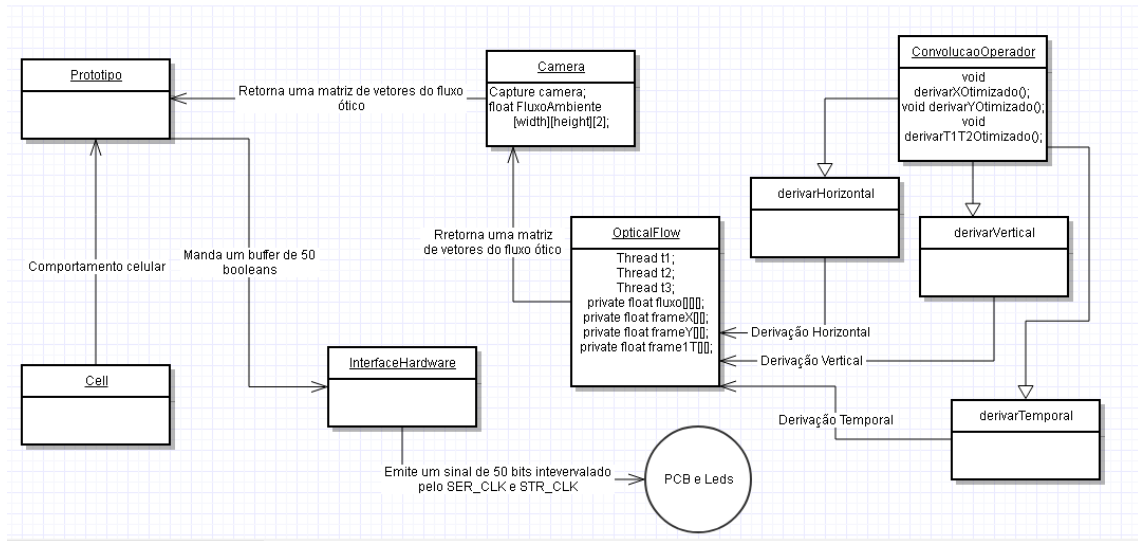 Prototipo
Retorna uma matriz de vetores do fluxo
ótico
Camera
Capture camera;
float FluxoAmbiente
[width][height][2];
ConvolucaoOperador
void
derivarXOtimizado();
void derivarYOtimizado();
void
derivarT1T2Otimizado();
derivarHorizontal
derivarVertical
Rretorna uma matriz
de vetores do fluxo ótico
OpticalFlow
Thread t1;
Thread t2;
Thread t3;
private float fluxo[][][];
private float frameX[][];
private float frameY[][];
private float frame1T[][];
Comportamento celular
Manda um buffer de 50
booleans
Derivação Horizontal
Derivação Vertical
Derivação Temporal
Cell
InterfaceHardware
derivarTemporal
Emite um sinal de 50 bits intevervalado
pelo SER_CLK e STR_CLK
PCB e Leds